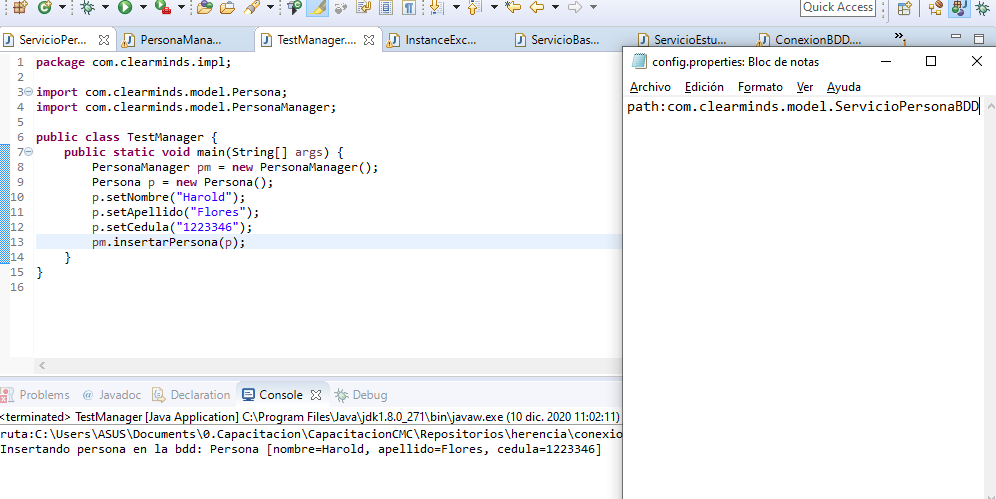 Quick Access
ServicioPer...
PersonaMana...
TestManager....
InstanceExc...
ServicioBas...
ServicioEstu...
ConexionBDD....
»1
1 package com.clearminds.impl;
2
3 import com.clearminds.model.Persona;
4 import com.clearminds.model.PersonaManager;
5
6 public class TestManager {
7 public static void main(String[] args) {
8 PersonaManager pm = new PersonaManager();
9 Persona p = new Persona();
10 p.setNombre("Harold");
11 p.setApellido("Flores");
12 p.setCedula("1223346");
13 pm.insertarPersona(p);
14 }
15 }
16
config.properties: Bloc de notas
Archivo Edición Formato Ver Ayuda
path:com.clearminds.model.ServicioPersonaBDD
Problems @ Javadoc Declaration Console Debug
<terminated> TestManager [Java Application] C:\Program Files\Java\jdk1.8.0_271\bin\javaw.exe (10 dic. 2020 11:02:11)
ruta:C:\Users\ASUS\Documents\0.Capacitacion\CapacitacionCMC\Repositorios\herencia\conexio
Insertando persona en la bdd: Persona [nombre=Harold, apellido=Flores, cedula=1223346]